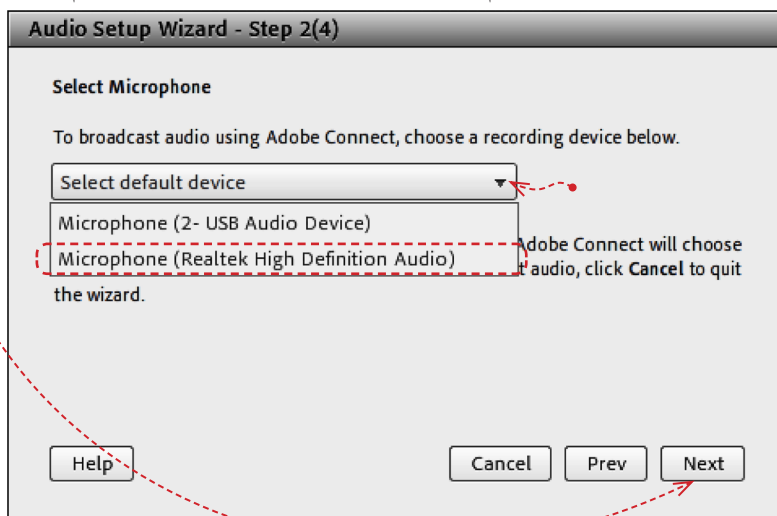 Audio Setup Wizard - Step 2(4)
Select Microphone
To broadcast audio using Adobe Connect, choose a recording device below.
Select default device
Microphone (2- USB Audio Device)
Microphone (Realtek High Definition Audio)
Adobe Connect will choose
t audio, click Cancel to quit
the wizard.
Help Cancel Prev Next